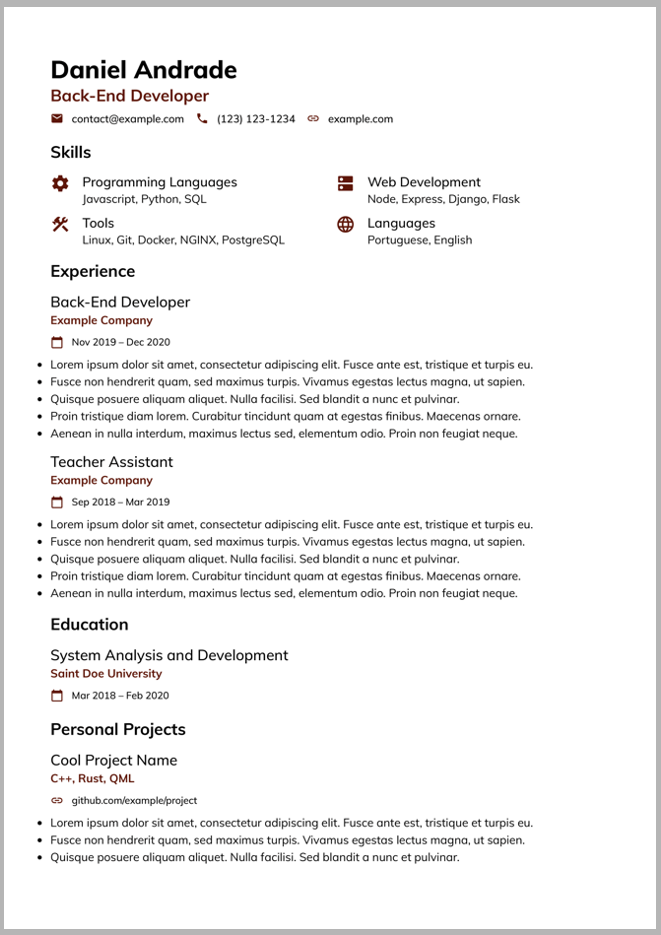 Daniel Andrade
Back-End Developer
contact@example.com (123) 123-1234 example.com
Skills
Programming Languages
Javascript, Python, SQL
Web Development
Node, Express, Django, Flask
Tools
Linux, Git, Docker, NGINX, PostgreSQL
Languages
Portuguese, English
Experience
Back-End Developer
Example Company
Nov 2019 – Dec 2020
• Lorem ipsum dolor sit amet, consectetur adipiscing elit. Fusce ante est, tristique et turpis eu.
• Fusce non hendrerit quam, sed maximus turpis. Vivamus egestas lectus magna, ut sapien.
• Quisque posuere aliquam aliquet. Nulla facilisi. Sed blandit a nunc et pulvinar.
• Proin tristique diam lorem. Curabitur tincidunt quam at egestas finibus. Maecenas ornare.
• Aenean in nulla interdum, maximus lectus sed, elementum odio. Proin non feugiat neque.
Teacher Assistant
Example Company
Sep 2018 – Mar 2019
• Lorem ipsum dolor sit amet, consectetur adipiscing elit. Fusce ante est, tristique et turpis eu.
• Fusce non hendrerit quam, sed maximus turpis. Vivamus egestas lectus magna, ut sapien.
• Quisque posuere aliquam aliquet. Nulla facilisi. Sed blandit a nunc et pulvinar.
• Proin tristique diam lorem. Curabitur tincidunt quam at egestas finibus. Maecenas ornare.
• Aenean in nulla interdum, maximus lectus sed, elementum odio. Proin non feugiat neque.
Education
System Analysis and Development
Saint Doe University
Mar 2018 – Feb 2020
Personal Projects
Cool Project Name
C++, Rust, QML
github.com/example/project
• Lorem ipsum dolor sit amet, consectetur adipiscing elit. Fusce ante est, tristique et turpis eu.
• Fusce non hendrerit quam, sed maximus turpis. Vivamus egestas lectus magna, ut sapien.
• Quisque posuere aliquam aliquet. Nulla facilisi. Sed blandit a nunc et pulvinar.